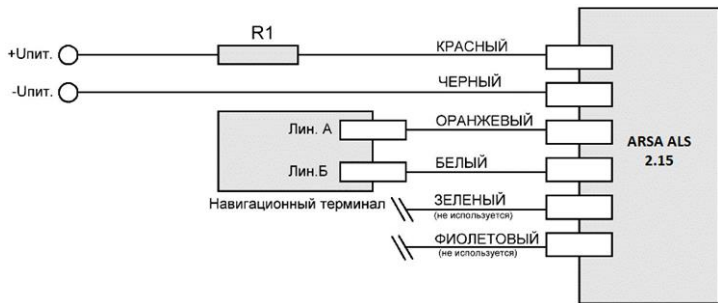 R1
+Uпит.
КРАСНЫЙ
-Uпит.
ЧЕРНЫЙ
Лин. А
ОРАНЖЕВЫЙ
ARSA ALS
2.15
Лин.Б
БЕЛЫЙ
Навигационный терминал
ЗЕЛЕНЫЙ
(не используется)
ФИОЛЕТОВЫЙ
(не используется)